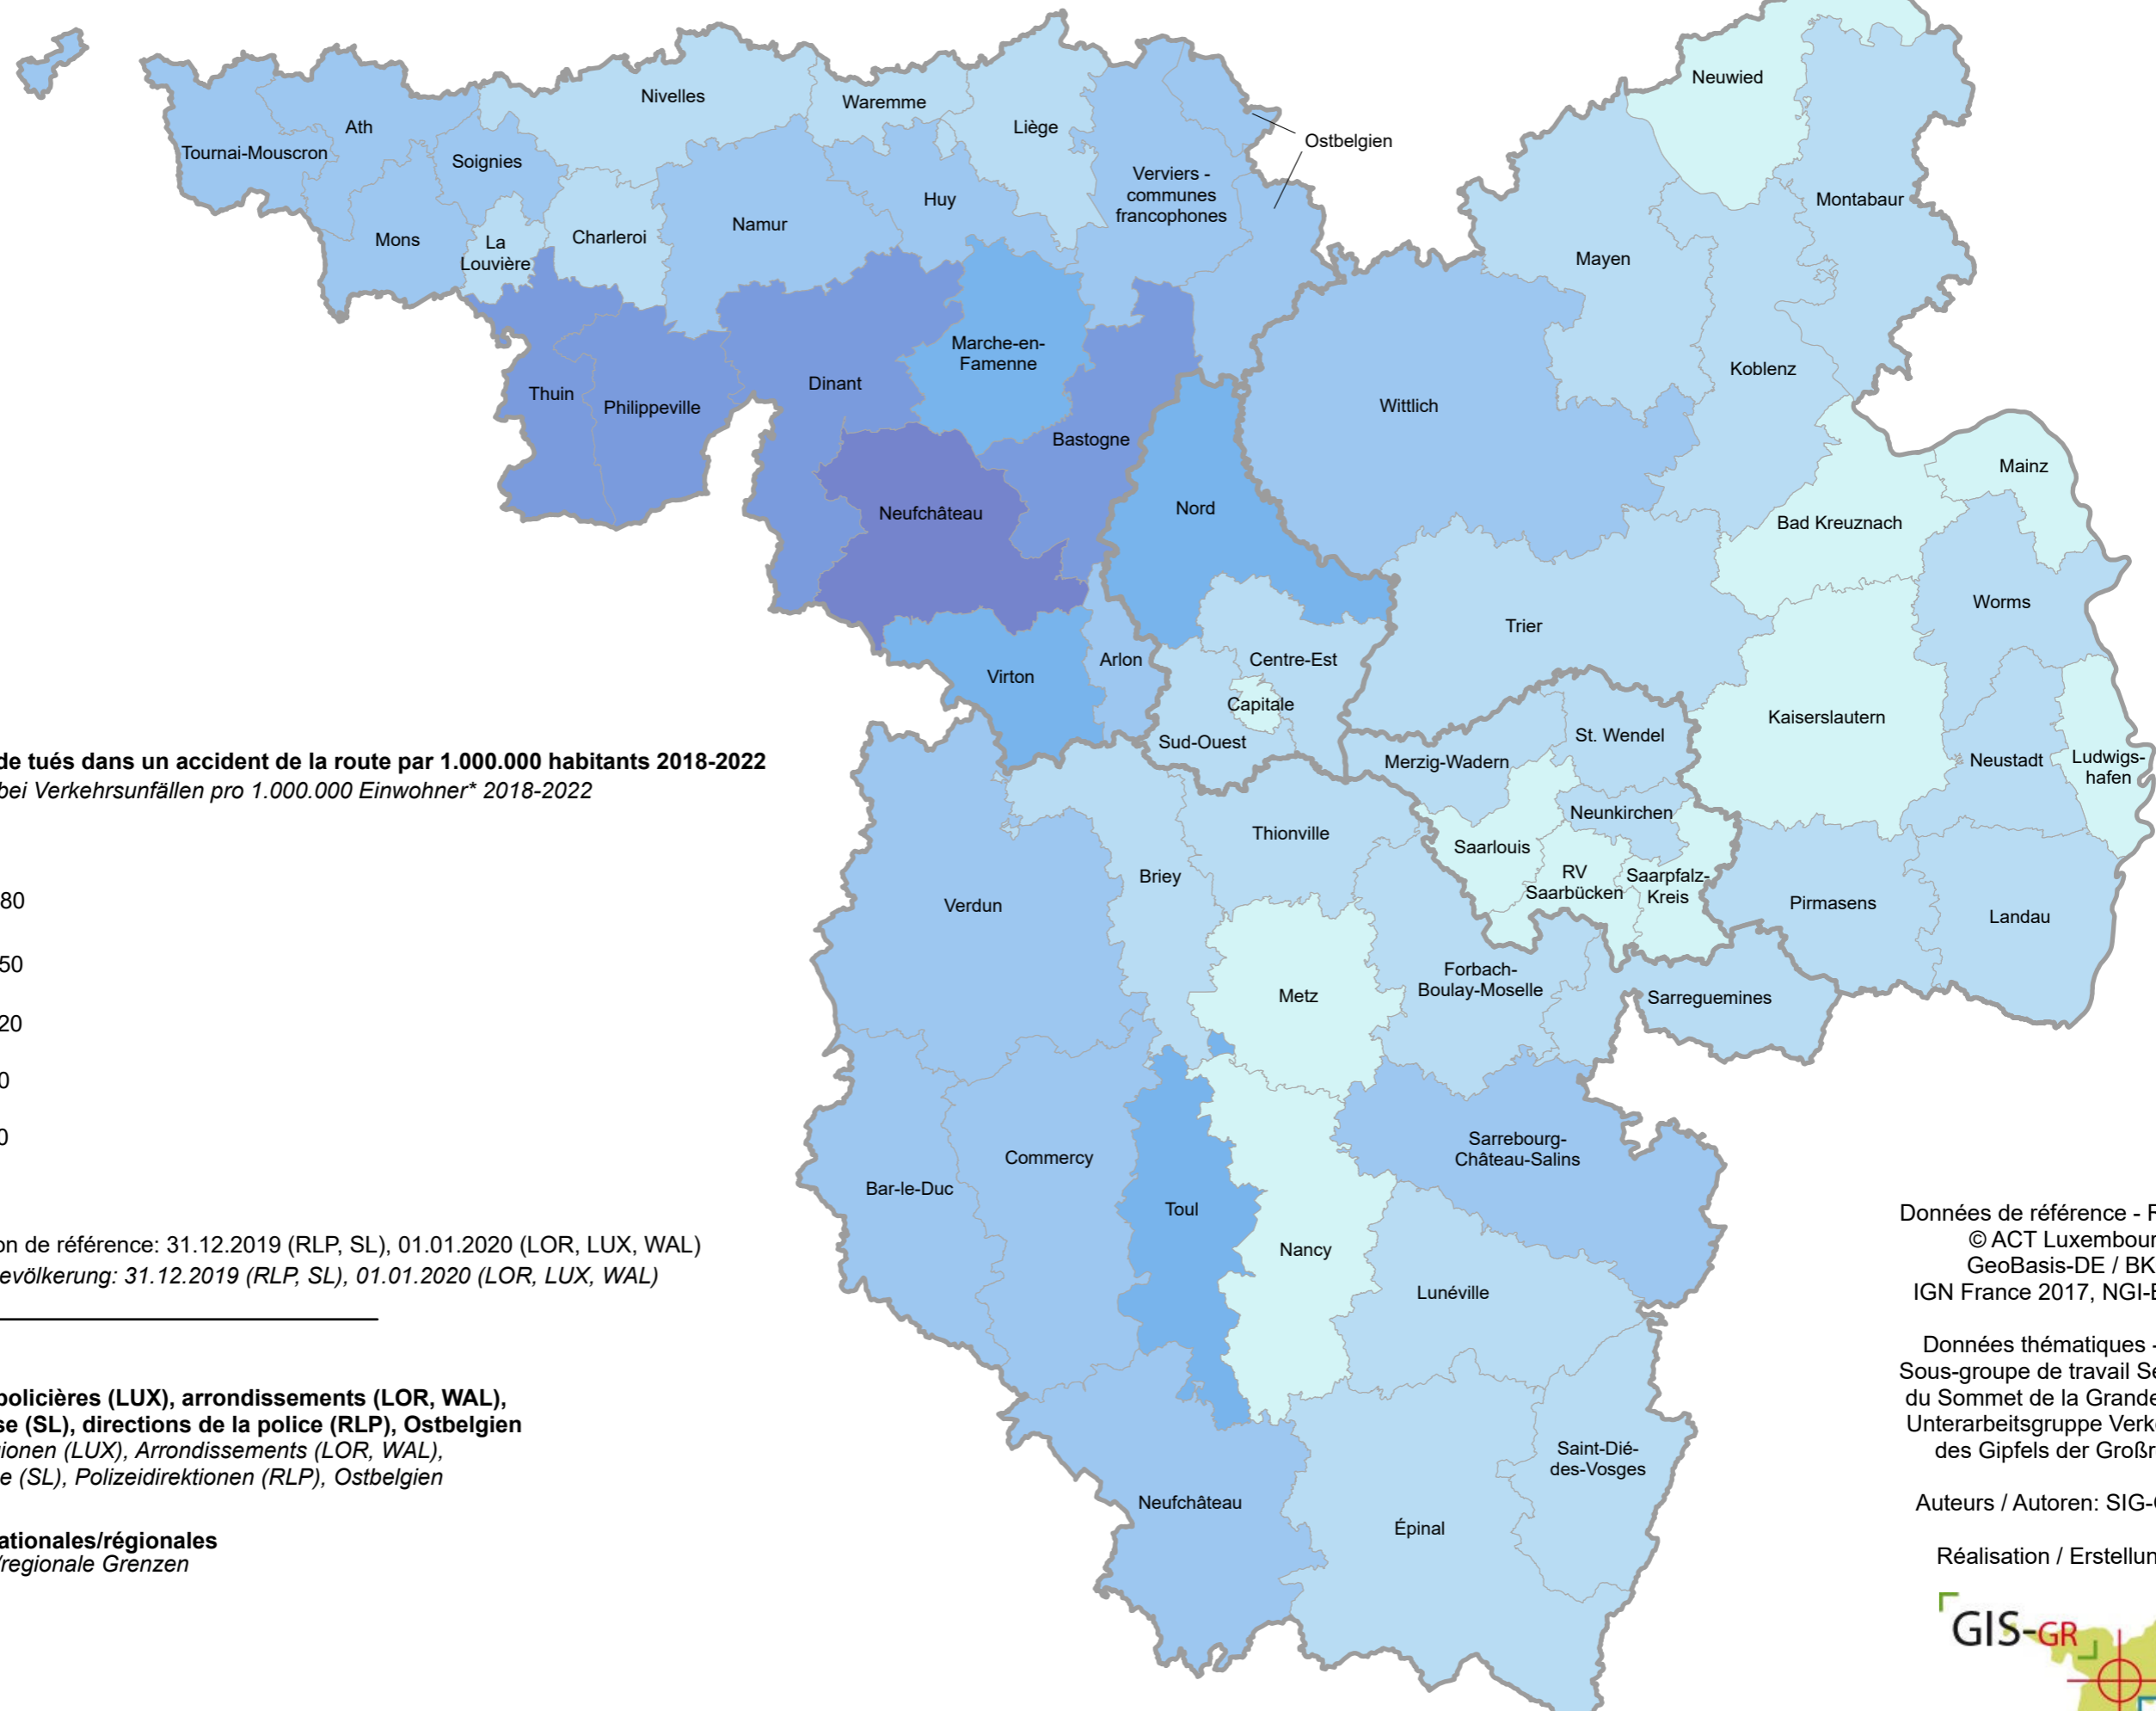 Neuwied
Nivelles
Waremme
Liège
Ath
Tournai-Mouscron
Soignies
Ostbelgien
Verviers -
communes
francophones
Huy
Montabaur
Namur
Charleroi
Mons
La
Louvière
Mayen
Marche-en-
Famenne
Koblenz
Dinant
Thuin
Philippeville
Wittlich
Bastogne
Mainz
Nord
Neufchâteau
Bad Kreuznach
Worms
Trier
Arlon
Centre-Est
Virton
Capitale
Kaiserslautern
Sud-Ouest
St. Wendel
Merzig-Wadern
Neustadt
Ludwigs-
hafen
de tués dans un accident de la route par 1.000.000 habitants 2018-2022
bei Verkehrsunfällen pro 1.000.000 Einwohner* 2018-2022
Neunkirchen
Thionville
Saarlouis
RV
Saarbücken
Saarpfalz-
Kreis
Briey
Verdun
Pirmasens
Landau
80
50
20
0
0
Forbach-
Boulay-Moselle
Metz
Sarreguemines
Sarrebourg-
Château-Salins
Commercy
Bar-le-Duc
Toul
Nancy
Lunéville
on de référence: 31.12.2019 (RLP, SL), 01.01.2020 (LOR, LUX, WAL)
evölkerung: 31.12.2019 (RLP, SL), 01.01.2020 (LOR, LUX, WAL)
policières (LUX), arrondissements (LOR, WAL),
se (SL), directions de la police (RLP), Ostbelgien
gionen (LUX), Arrondissements (LOR, WAL),
e (SL), Polizeidirektionen (RLP), Ostbelgien
ationales/régionales
/regionale Grenzen
Saint-Dié-
des-Vosges
Neufchâteau
Épinal
Données de référence -
© ACT Luxembour
GeoBasis-DE / BK
IGN France 2017, NGI-
Données thématiques -
Sous-groupe de travail Sé
du Sommet de la Grande
Unterarbeitsgruppe Verk
des Gipfels der Großr
Auteurs / Autoren: SIG-
Réalisation / Erstellun
GIS-GR